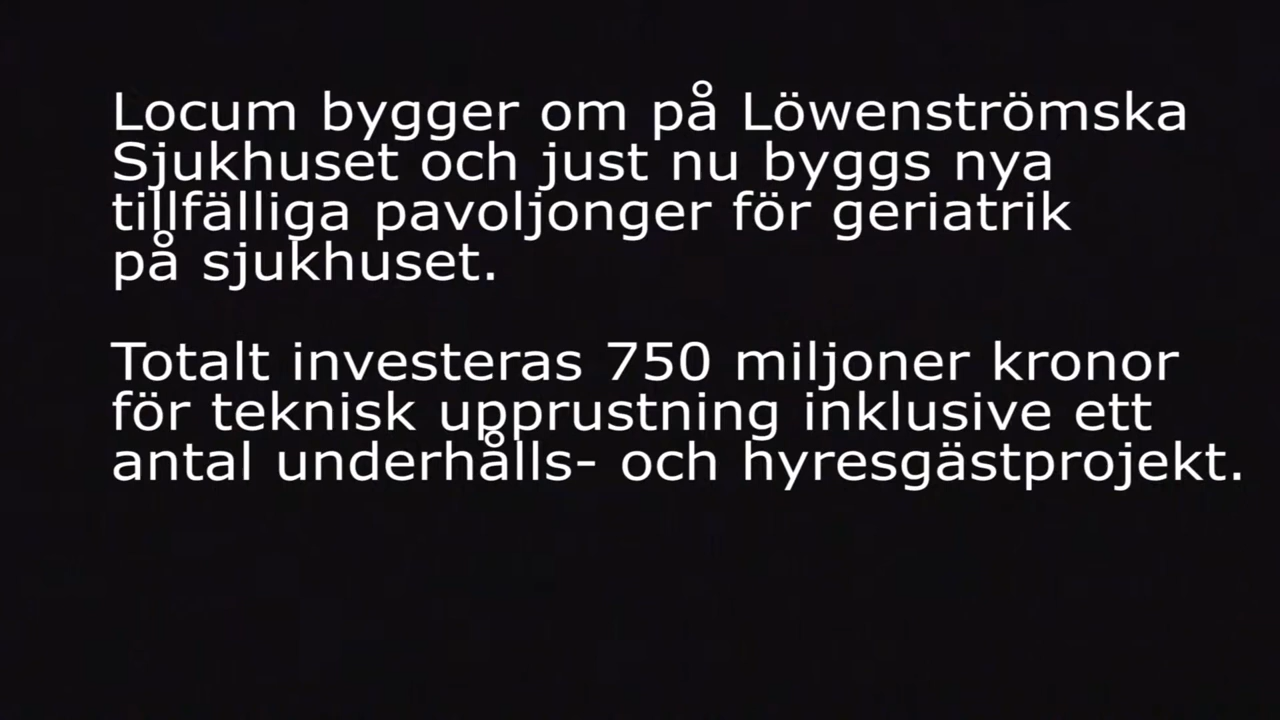 Locum bygger om på Löwenströmska
Sjukhuset och just nu byggs nya
tillfälliga pavoljonger för geriatrik
på sjukhuset.
Totalt investeras 750 miljoner kronor
för teknisk upprustning inklusive ett
antal underhålls- och hyresgästprojekt.